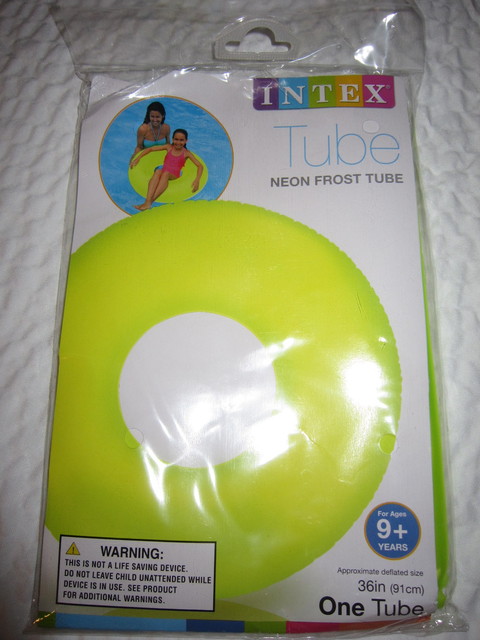 INTEX
Tube
NEON FROST TUBE
For Ages
9+
YEARS
WARNING:
THIS IS NOT A LIFE SAVING DEVICE.
DO NOT LEAVE CHILD UNATTENDED WHILE
DEVICE IS IN USE. SEE PRODUCT
FOR ADDITIONAL WARNINGS.
Approximate deflated size
36in (91cm)
One Tube